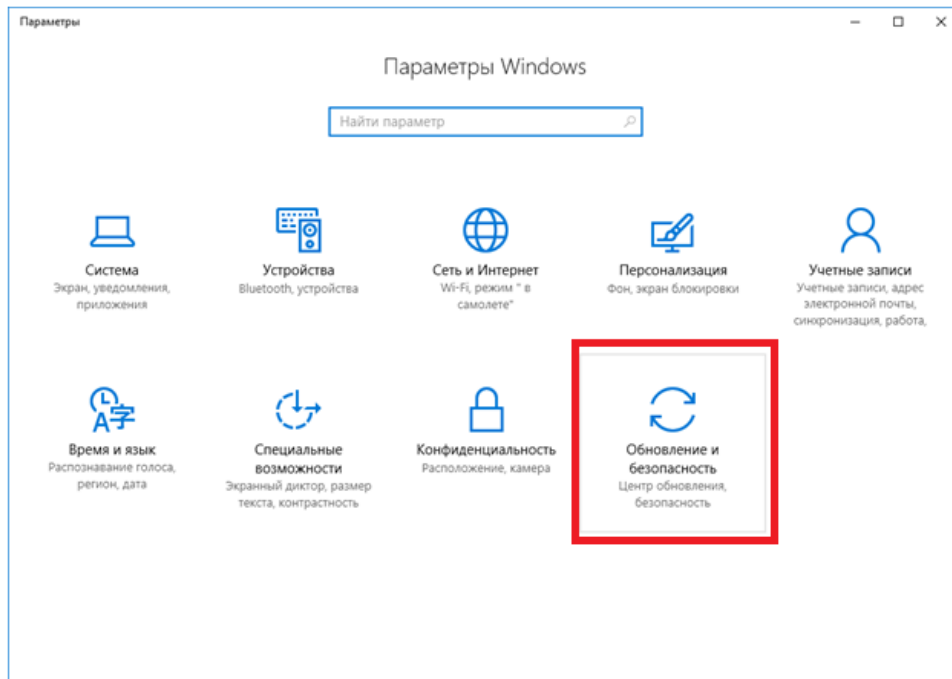 Параметры
Параметры Windows
Найти параметр
Система
Экран, уведомления,
приложения
Устройства
Bluetooth, устройства
Сеть и Интернет
Wi-Fi, режим " в
самолете"
Персонализация
Фон, экран блокировки
Учетные записи
Учетные записи, адрес
электронной почты,
синхронизация, работа,
Время и язык
Распознавание голоса,
регион, дата
Специальные
возможности
Экранный диктор, размер
текста, контрастность
Конфиденциальность
Расположение, камера
Обновление и
безопасность
Центр обновления,
безопасность